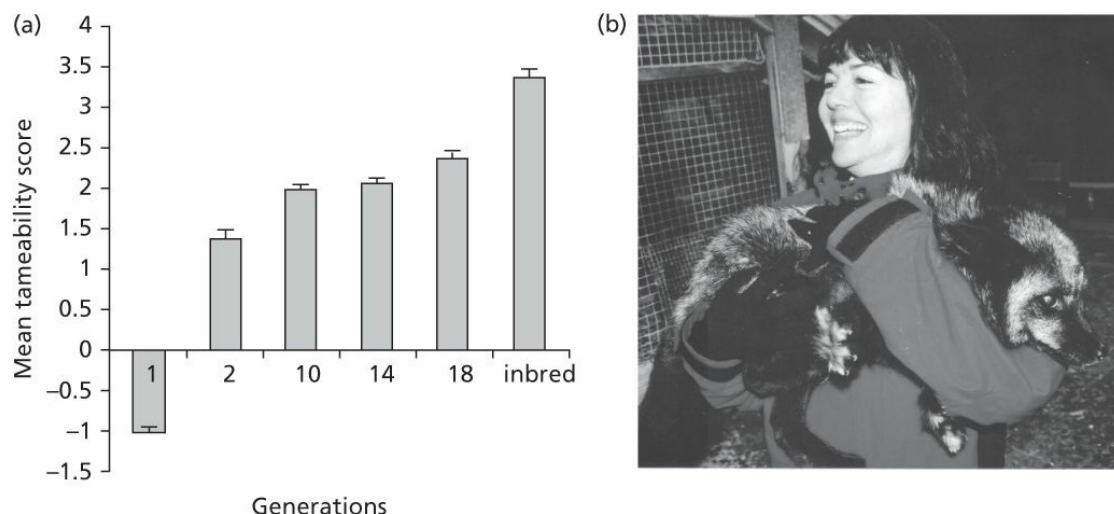 (a)
4
3.5
3
2.5
2
1.5
1
0.5
0
–0.5
–1
–1.5
Mean tameability score
1 2 10 14 18 inbred
Generations
(b)